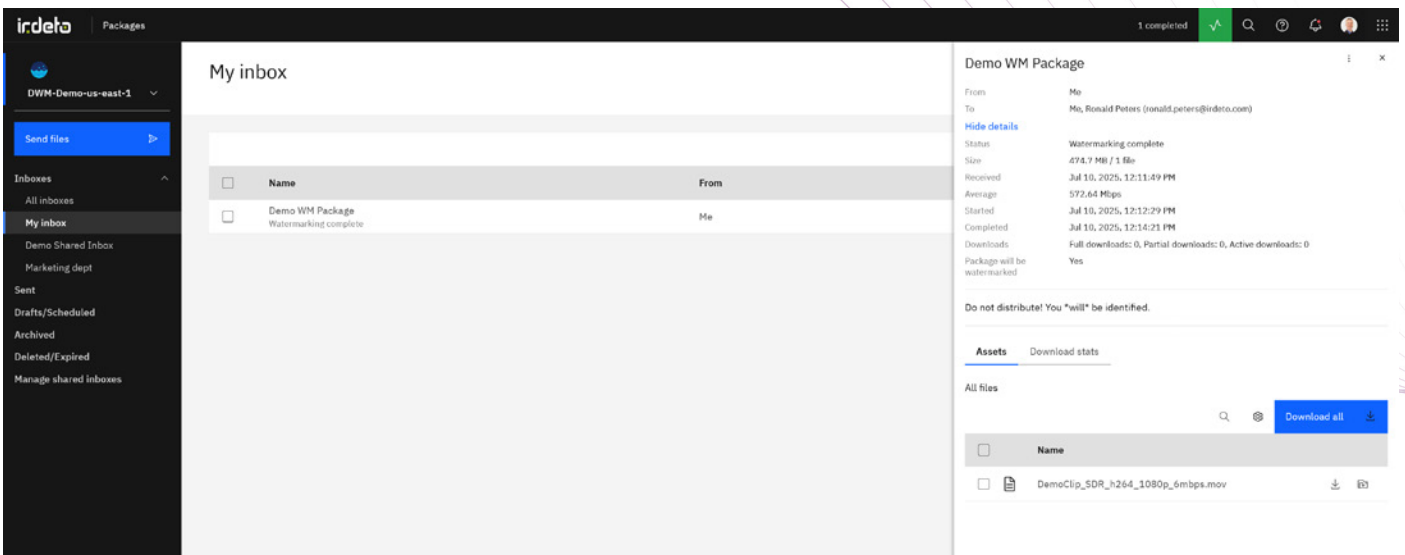 irdeto
Packages
1 completed
DWM-Demo-us-east-1
Send files
Inboxes
All inboxes
My inbox
Demo Shared Inbox
Marketing dept
Sent
Drafts/Scheduled
Archived
Deleted/Expired
Manage shared inboxes
My inbox
Name From
Demo WM Package Me
Watermarking complete
Demo WM Package
From Me
To Me, Ronald Peters (ronald.peters@irdeto.com)
Hide details
Status Watermarking complete
Size 474.7 MB / 1 file
Received Jul 10, 2025, 12:11:49 PM
Average 572.64 Mbps
Started Jul 10, 2025, 12:12:29 PM
Completed Jul 10, 2025, 12:14:21 PM
Downloads Full downloads: 0, Partial downloads: 0, Active downloads: 0
Package will be Yes
watermarked
Do not distribute! You *will* be identified.
Assets Download stats
All files
Download all
Name
DemoClip_SDR_h264_1080p_6mbps.mov